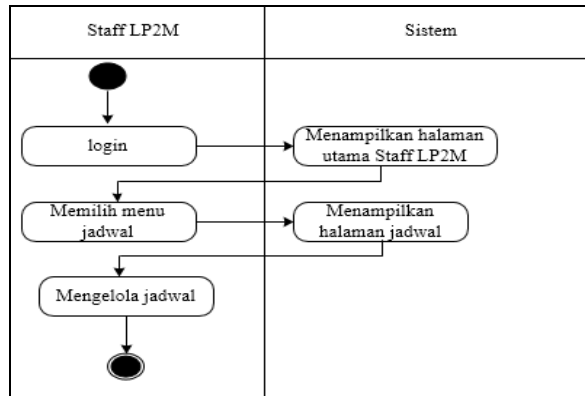 Staff LP2M
Sistem
login
Menampilkan halaman
utama Staff LP2M
Memilih menu
jadwal
Menampilkan
halaman jadwal
Mengelola jadwal